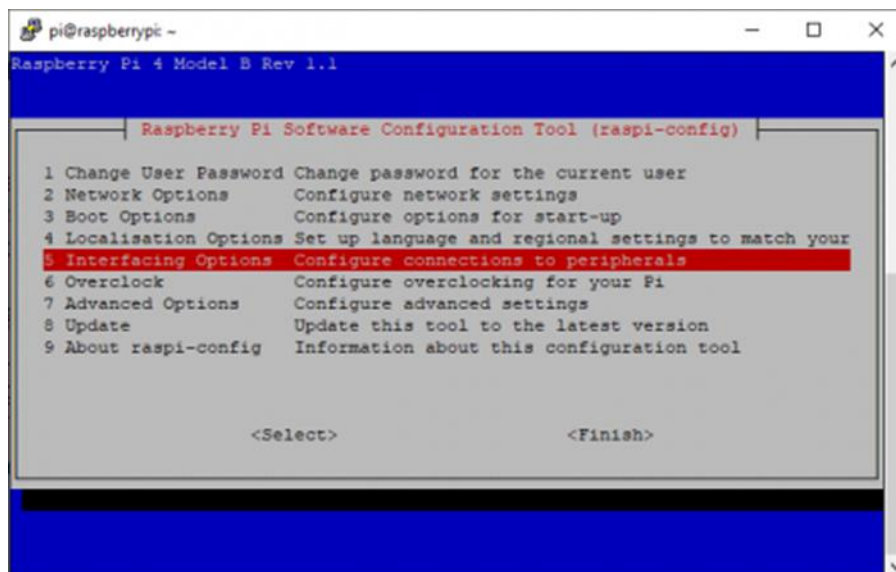 pi@raspberrypi: ~
Raspberry Pi 4 Model B Rev 1.1
Raspberry Pi Software Configuration Tool (raspi-config)
1 Change User Password Change password for the current user
2 Network Options Configure network settings
3 Boot Options Configure options for start-up
4 Localisation Options Set up language and regional settings to match your
5 Interfacing Options Configure connections to peripherals
6 Overclock Configure overclocking for your Pi
7 Advanced Options Configure advanced settings
8 Update Update this tool to the latest version
9 About raspi-config Information about this configuration tool
<Select> <Finish>